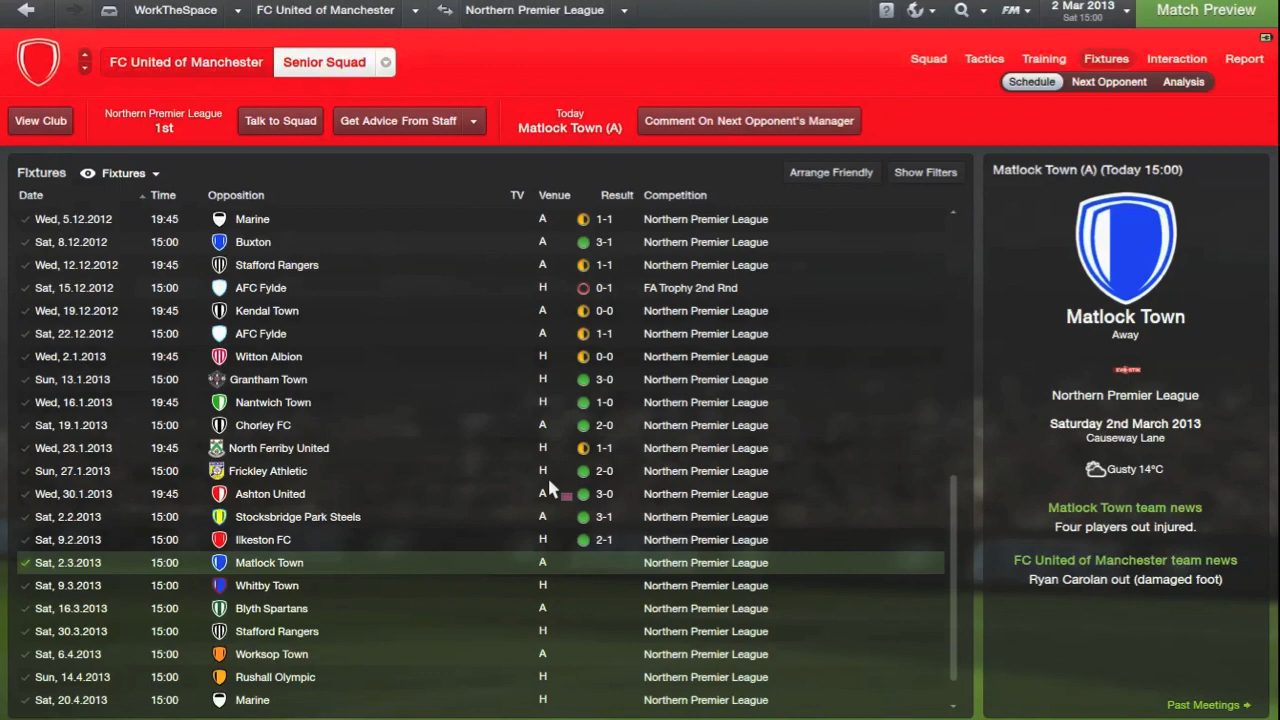 WorkTheSpace FC United of Manchester Northern Premier League ? FM 2 Mar 2013 Sat 15:00 Match Preview
FC United of Manchester Senior Squad Squad Tactics Training Fixtures Interaction Report
Schedule Next Opponent Analysis
View Club Northern Premier League 1st Talk to Squad Get Advice From Staff Today Matlock Town (A) Comment On Next Opponent's Manager
Fixtures Fixtures Arrange Friendly Show Filters
Date Time Opposition TV Venue Result Competition
Wed, 5.12.2012 19:45 Marine A 1-1 Northern Premier League
Sat, 8.12.2012 15:00 Buxton A 3-1 Northern Premier League
Wed, 12.12.2012 19:45 Stafford Rangers A 1-1 Northern Premier League
Sat, 15.12.2012 15:00 AFC Fylde H 0-1 FA Trophy 2nd Rnd
Wed, 19.12.2012 19:45 Kendal Town A 0-0 Northern Premier League
Sat, 22.12.2012 15:00 AFC Fylde A 1-1 Northern Premier League
Wed, 2.1.2013 19:45 Witton Albion H 0-0 Northern Premier League
Sun, 13.1.2013 15:00 Grantham Town H 3-0 Northern Premier League
Wed, 16.1.2013 19:45 Nantwich Town H 1-0 Northern Premier League
Sat, 19.1.2013 15:00 Chorley FC A 2-0 Northern Premier League
Wed, 23.1.2013 19:45 North Ferriby United H 1-1 Northern Premier League
Sun, 27.1.2013 15:00 Frickley Athletic H 2-0 Northern Premier League
Wed, 30.1.2013 19:45 Ashton United A 3-0 Northern Premier League
Sat, 2.2.2013 15:00 Stocksbridge Park Steels A 3-1 Northern Premier League
Sat, 9.2.2013 15:00 Ilkeston FC H 2-1 Northern Premier League
Sat, 2.3.2013 15:00 Matlock Town A Northern Premier League
Sat, 9.3.2013 15:00 Whitby Town H Northern Premier League
Sat, 16.3.2013 15:00 Blyth Spartans A Northern Premier League
Sat, 30.3.2013 15:00 Stafford Rangers H Northern Premier League
Sat, 6.4.2013 15:00 Worksop Town A Northern Premier League
Sun, 14.4.2013 15:00 Rushall Olympic H Northern Premier League
Sat, 20.4.2013 15:00 Marine H Northern Premier League
Matlock Town (A) (Today 15:00)
Matlock Town
Away
Northern Premier League
Saturday 2nd March 2013
Causeway Lane
Gusty 14°C
Matlock Town team news
Four players out injured.
FC United of Manchester team news
Ryan Carolan out (damaged foot)
Past Meetings